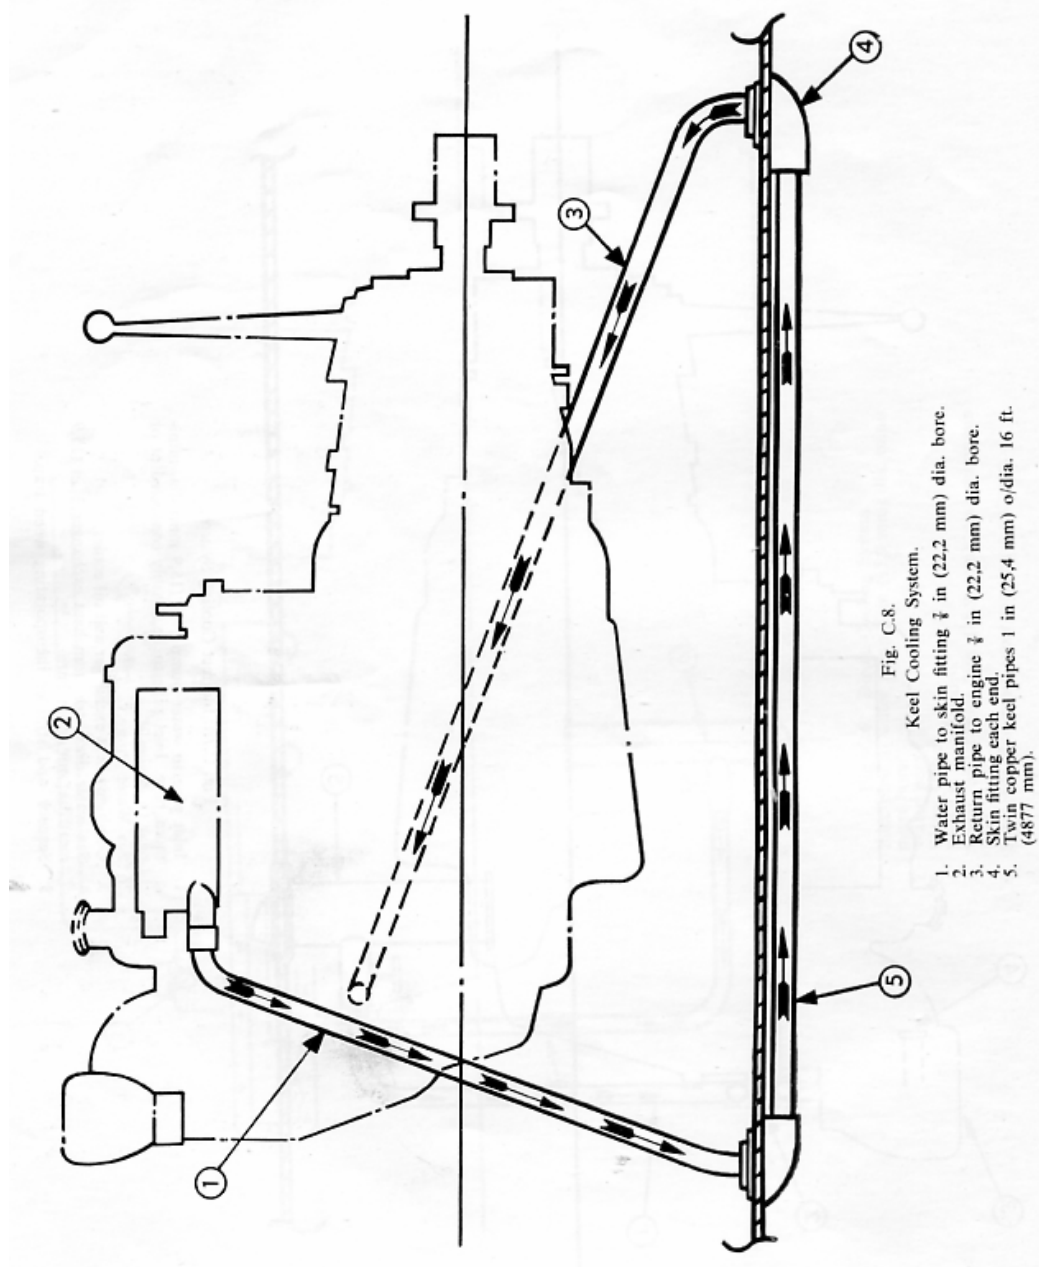 1
2
3
4
5
Fig. C.8.
Keel Cooling System.
1. Water pipe to skin fitting ⅞ in (22,2 mm) dia. bore.
2. Exhaust manifold.
3. Return pipe to engine ⅞ in (22,2 mm) dia. bore.
4. Skin fitting each end.
5. Twin copper keel pipes 1 in (25,4 mm) o/dia. 16 ft.
(4877 mm).